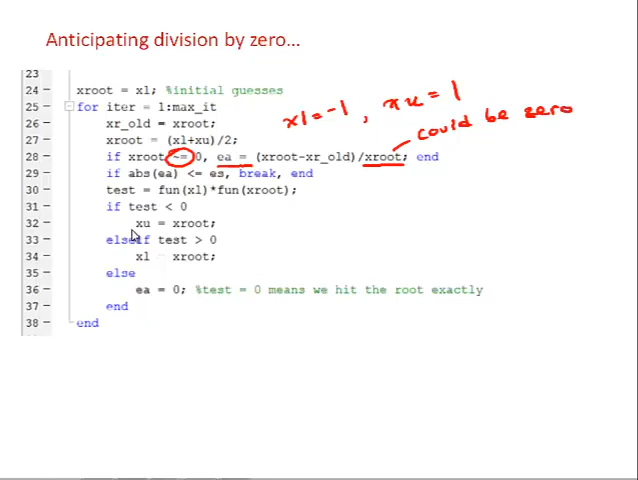 Anticipating division by zero...
23
24 - xroot = xl; %initial guesses
25 - for iter = 1:max_it
26 - xr_old = xroot;
27 - xroot = (xl+xu)/2;
28 - if xroot ~= 0, ea = (xroot-xr_old)/xroot; end
29 - if abs(ea) <= es, break, end
30 - test = fun(xl)*fun(xroot);
31 - if test < 0
32 - xu = xroot;
33 - elseif test > 0
34 - xl = xroot;
35 - else
36 - ea = 0; %test = 0 means we hit the root exactly
37 - end
38 - end
xl=-1, xu=1
could be zero